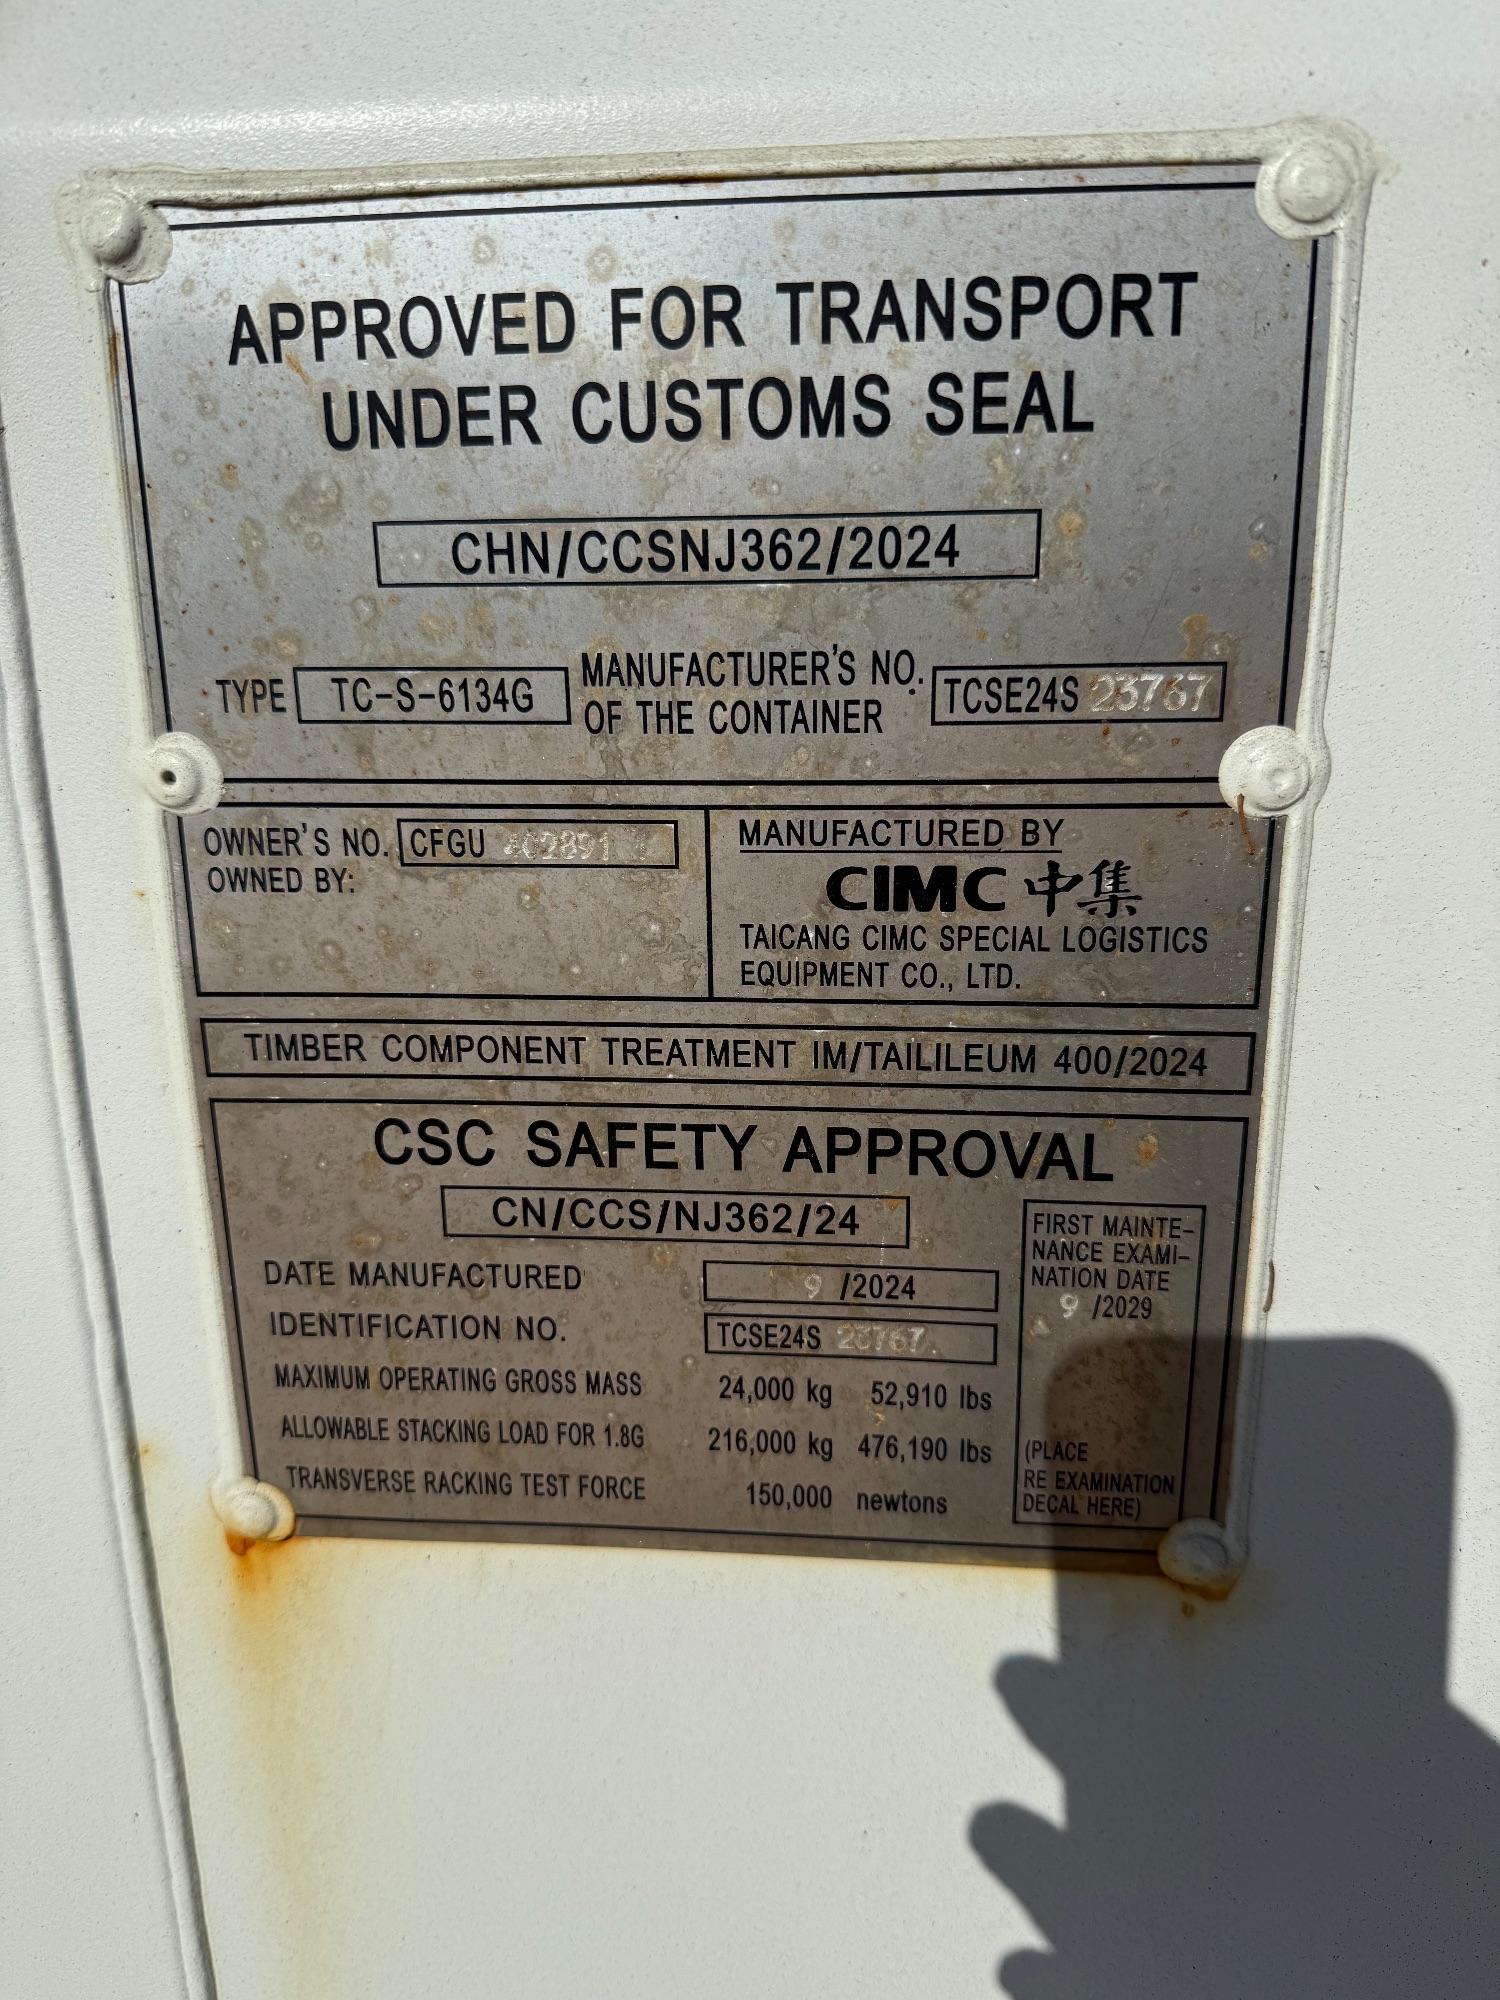 APPROVED FOR TRANSPORT
UNDER CUSTOMS SEAL
CHN/CCSNJ362/2024
TYPE TC-S-6134G MANUFACTURER'S NO. OF THE CONTAINER TCSE24S 23767
OWNER'S NO. CFGU
OWNED BY:
MANUFACTURED BY
CIMC 中集
TAICANG CIMC SPECIAL LOGISTICS
EQUIPMENT CO., LTD.
TIMBER COMPONENT TREATMENT IM/TAILILEUM 400/2024
CSC SAFETY APPROVAL
CN/CCS/NJ362/24
DATE MANUFACTURED 9 /2024
IDENTIFICATION NO. TCSE24S 23767
MAXIMUM OPERATING GROSS MASS 24,000 kg 52,910 lbs
ALLOWABLE STACKING LOAD FOR 1.8G 216,000 kg 476,190 lbs
TRANSVERSE RACKING TEST FORCE 150,000 newtons
FIRST MAINTE-
NANCE EXAMI-
NATION DATE
9 /2029
(PLACE
RE EXAMINATION
DECAL HERE)